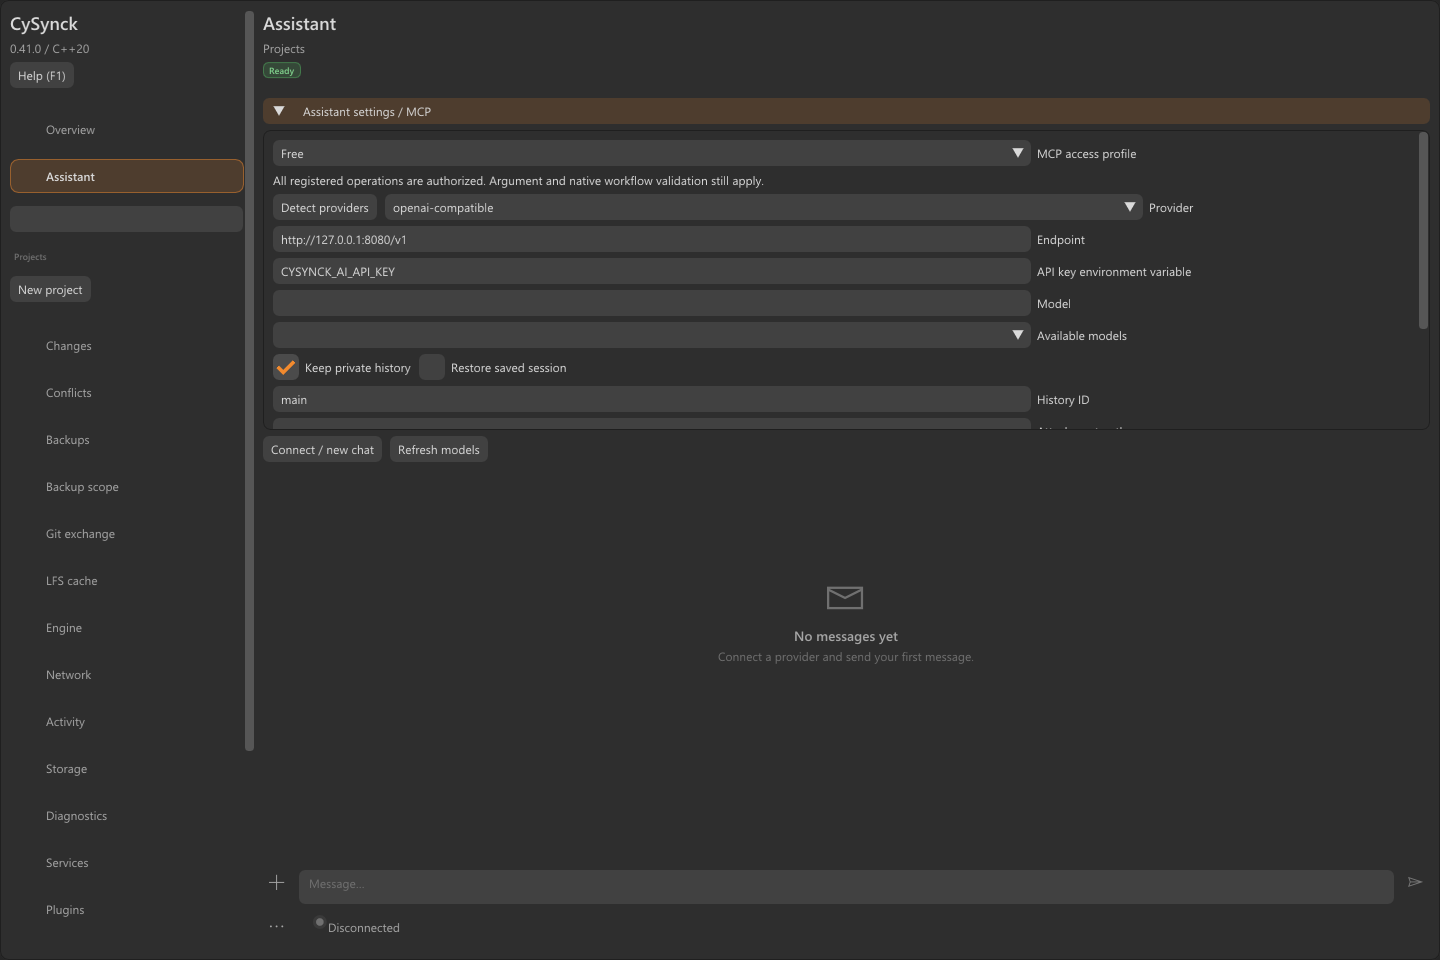 CySynck
0.41.0 / C++20
Help (F1)
Overview
Assistant
Projects
New project
Changes
Conflicts
Backups
Backup scope
Git exchange
LFS cache
Engine
Network
Activity
Storage
Diagnostics
Services
Plugins
Assistant
Projects
Ready
Assistant settings / MCP
Free MCP access profile
All registered operations are authorized. Argument and native workflow validation still apply.
Detect providers openai-compatible Provider
http://127.0.0.1:8080/v1 Endpoint
CYSYNCK_AI_API_KEY API key environment variable
Model
Available models
Keep private history Restore saved session
main History ID
Connect / new chat Refresh models
No messages yet
Connect a provider and send your first message.
Message...
Disconnected